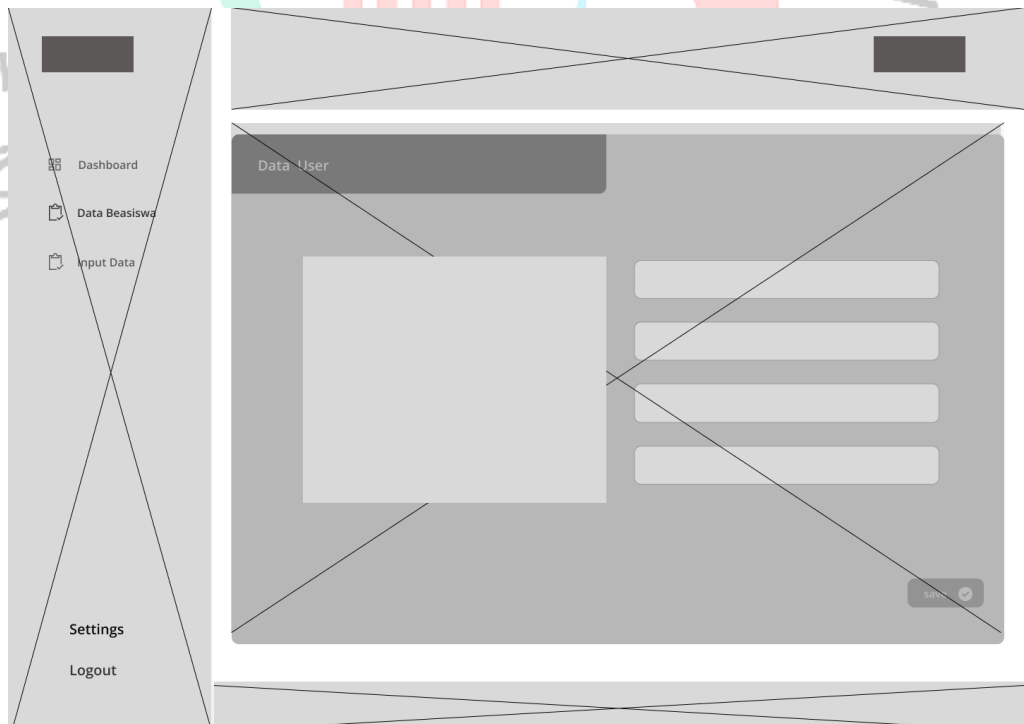 Dashboard
Data Beasiswa
Input Data
Settings
Logout
Data User
save